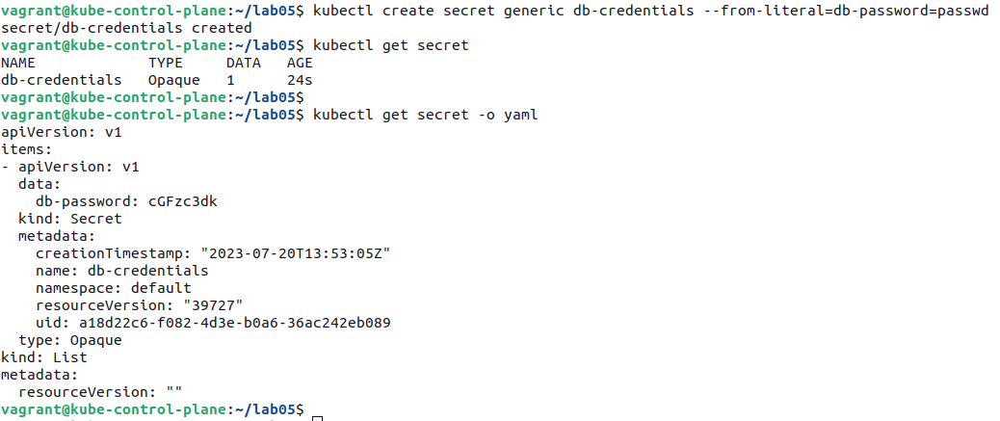 vagrant@kube-control-plane:~/lab05$ kubectl create secret generic db-credentials --from-literal=db-password=passwd
secret/db-credentials created
vagrant@kube-control-plane:~/lab05$ kubectl get secret
NAME             TYPE     DATA   AGE
db-credentials   Opaque   1      24s
vagrant@kube-control-plane:~/lab05$
vagrant@kube-control-plane:~/lab05$ kubectl get secret -o yaml
apiVersion: v1
items:
- apiVersion: v1
  data:
    db-password: cGFzc3dk
  kind: Secret
  metadata:
    creationTimestamp: "2023-07-20T13:53:05Z"
    name: db-credentials
    namespace: default
    resourceVersion: "39727"
    uid: a18d22c6-f082-4d3e-b0a6-36ac242eb089
  type: Opaque
kind: List
metadata:
  resourceVersion: ""
vagrant@kube-control-plane:~/lab05$